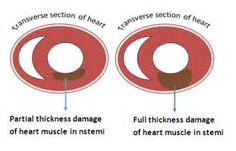 Transverse section of heart
Transverse section of heart
Partial thickness damage
of heart muscle in nstemi
Full thickness damage
of heart muscle in stemi